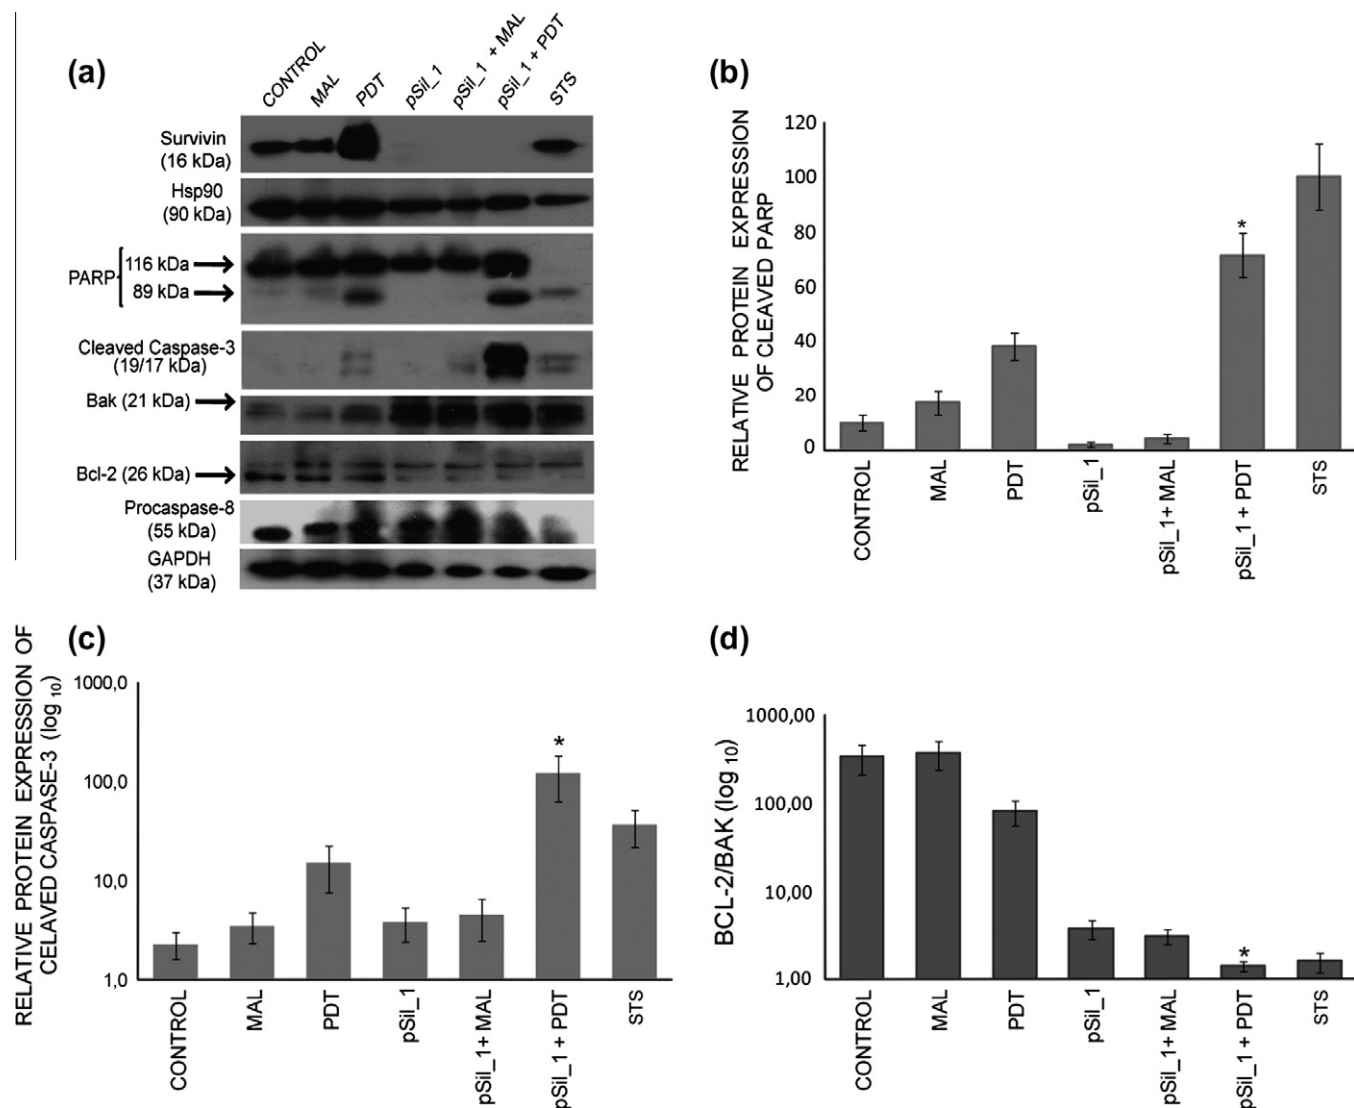 (a)
CONTROL
MAL
PDT
pSil_1
pSil_1 + MAL
pSil_1 + PDT
STS
Survivin
(16 kDa)
Hsp90
(90 kDa)
PARP
116 kDa
89 kDa
Cleaved Caspase-3
(19/17 kDa)
Bak (21 kDa)
Bcl-2 (26 kDa)
Procaspase-8
(55 kDa)
GAPDH
(37 kDa)
(b)
RELATIVE PROTEIN EXPRESSION
OF CLEAVED PARP
120
100
80
60
40
20
0
*
CONTROL
MAL
PDT
pSil_1
pSil_1+ MAL
pSil_1 + PDT
STS
(c)
RELATIVE PROTEIN EXPRESSION OF
CELAVED CASPASE-3 (log 10)
1000,0
100,0
10,0
1,0
*
CONTROL
MAL
PDT
pSil_1
pSil_1+ MAL
pSil_1 + PDT
STS
(d)
BCL-2/BAK (log 10)
1000,00
100,00
10,00
1,00
*
CONTROL
MAL
PDT
pSil_1
pSil_1+ MAL
pSil_1 + PDT
STS